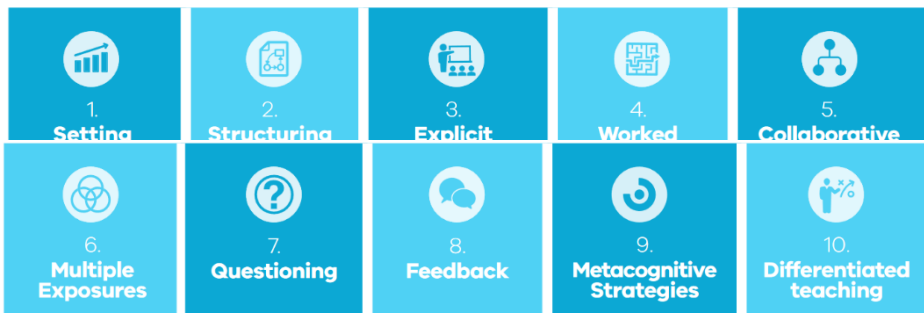 1.
Setting
2.
Structuring
3.
Explicit
4.
Worked
5.
Collaborative
6.
Multiple
Exposures
7.
Questioning
8.
Feedback
9.
Metacognitive
Strategies
10.
Differentiated
teaching